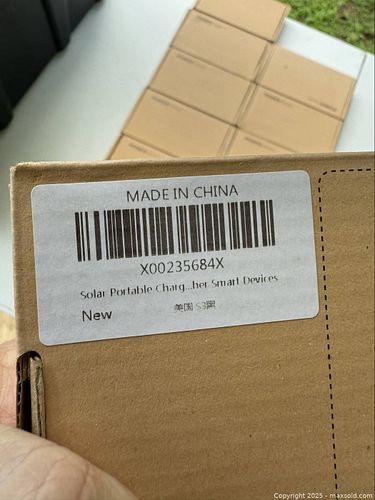 MADE IN CHINA
X00235684X
Solar Portable Charg...her Smart Devices
New
美国 S3黑
Copyright © 2025 - maxsold.com